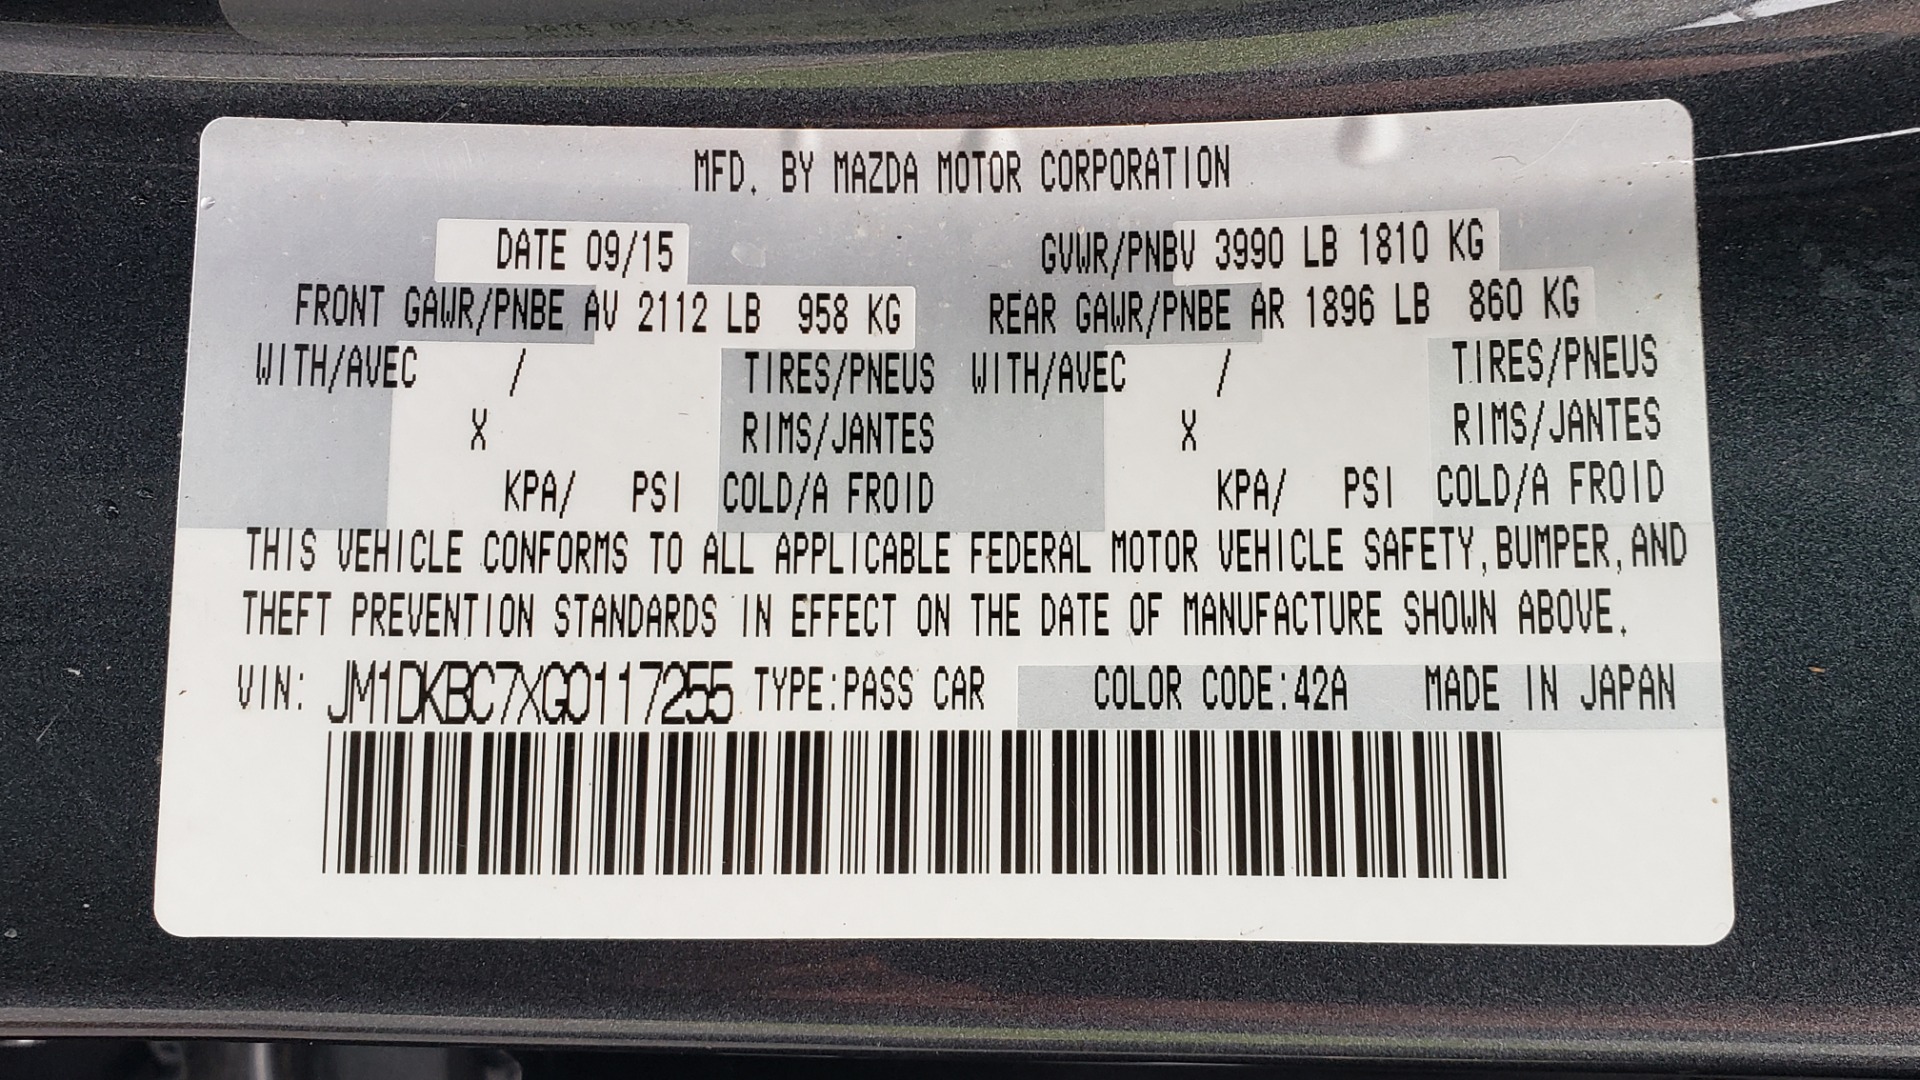 MFD. BY MAZDA MOTOR CORPORATION
DATE 09/15 GVWR/PNBV 3990 LB 1810 KG
FRONT GAWR/PNBE AV 2112 LB 958 KG REAR GAWR/PNBE AR 1896 LB 860 KG
WITH/AVEC / TIRES/PNEUS WITH/AVEC / TIRES/PNEUS
X RIMS/JANTES X RIMS/JANTES
KPA/ PSI COLD/A FROID KPA/ PSI COLD/A FROID
THIS VEHICLE CONFORMS TO ALL APPLICABLE FEDERAL MOTOR VEHICLE SAFETY, BUMPER, AND
THEFT PREVENTION STANDARDS IN EFFECT ON THE DATE OF MANUFACTURE SHOWN ABOVE.
VIN: JM1DKBC7XG0117255 TYPE:PASS CAR COLOR CODE:42A MADE IN JAPAN